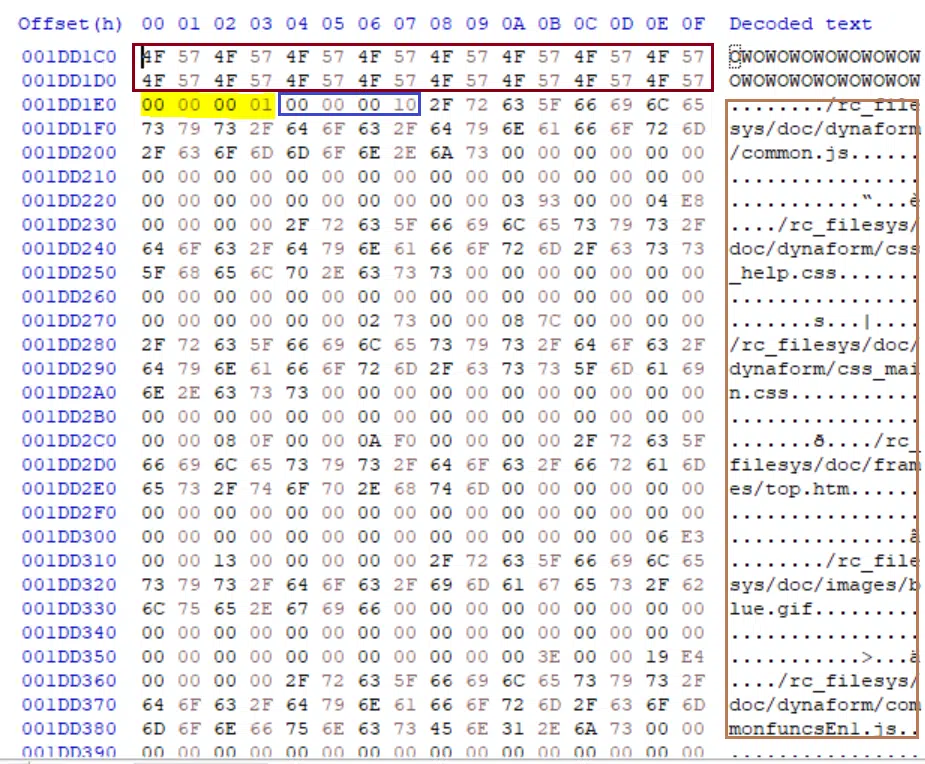 Offset(h) 00 01 02 03 04 05 06 07 08 09 0A 0B 0C 0D 0E 0F Decoded text
001DD1C0 4F 57 4F 57 4F 57 4F 57 4F 57 4F 57 4F 57 4F 57 OWOWOWOWOWOWOWOW
001DD1D0 4F 57 4F 57 4F 57 4F 57 4F 57 4F 57 4F 57 4F 57 OWOWOWOWOWOWOWOW
001DD1E0 00 00 00 01 00 00 00 10 2F 72 63 5F 66 69 6C 65 ......../rc_file
001DD1F0 73 79 73 2F 64 6F 63 2F 64 79 6E 61 66 6F 72 6D sys/doc/dynaform
001DD200 2F 63 6F 6D 6D 6F 6E 2E 6A 73 00 00 00 00 00 00 /common.js......
001DD210 00 00 00 00 00 00 00 00 00 00 00 00 00 00 00 00 ................
001DD220 00 00 00 00 00 00 00 00 00 00 03 93 00 00 04 E8 ...........“...è
001DD230 00 00 00 00 2F 72 63 5F 66 69 6C 65 73 79 73 2F ..../rc_filesys/
001DD240 64 6F 63 2F 64 79 6E 61 66 6F 72 6D 2F 63 73 73 doc/dynaform/css
001DD250 5F 68 65 6C 70 2E 63 73 73 00 00 00 00 00 00 00 _help.css.......
001DD260 00 00 00 00 00 00 00 00 00 00 00 00 00 00 00 00 ................
001DD270 00 00 00 00 00 00 02 73 00 00 08 7C 00 00 00 00 .......s...|....
001DD280 2F 72 63 5F 66 69 6C 65 73 79 73 2F 64 6F 63 2F /rc_filesys/doc/
001DD290 64 79 6E 61 66 6F 72 6D 2F 63 73 73 5F 6D 61 69 dynaform/css_mai
001DD2A0 6E 2E 63 73 73 00 00 00 00 00 00 00 00 00 00 00 n.css...........
001DD2B0 00 00 00 00 00 00 00 00 00 00 00 00 00 00 00 00 ................
001DD2C0 00 00 08 0F 00 00 0A F0 00 00 00 00 2F 72 63 5F .......ð..../rc_
001DD2D0 66 69 6C 65 73 79 73 2F 64 6F 63 2F 66 72 61 6D filesys/doc/fram
001DD2E0 65 73 2F 74 6F 70 2E 68 74 6D 00 00 00 00 00 00 es/top.htm......
001DD2F0 00 00 00 00 00 00 00 00 00 00 00 00 00 00 00 00 ................
001DD300 00 00 00 00 00 00 00 00 00 00 00 00 00 00 06 E3 ...............ã
001DD310 00 00 13 00 00 00 00 00 2F 72 63 5F 66 69 6C 65 ......../rc_file
001DD320 73 79 73 2F 64 6F 63 2F 69 6D 61 67 65 73 2F 62 sys/doc/images/b
001DD330 6C 75 65 2E 67 69 66 00 00 00 00 00 00 00 00 00 lue.gif.........
001DD340 00 00 00 00 00 00 00 00 00 00 00 00 00 00 00 00 ................
001DD350 00 00 00 00 00 00 00 00 00 00 00 3E 00 00 19 E4 ...........>...ä
001DD360 00 00 00 00 2F 72 63 5F 66 69 6C 65 73 79 73 2F ..../rc_filesys/
001DD370 64 6F 63 2F 64 79 6E 61 66 6F 72 6D 2F 63 6F 6D doc/dynaform/com
001DD380 6D 6F 6E 66 75 6E 63 73 45 6E 31 2E 6A 73 00 00 monfuncsEn1.js..
001DD390 00 00 00 00 00 00 00 00 00 00 00 00 00 00 00 00 ................